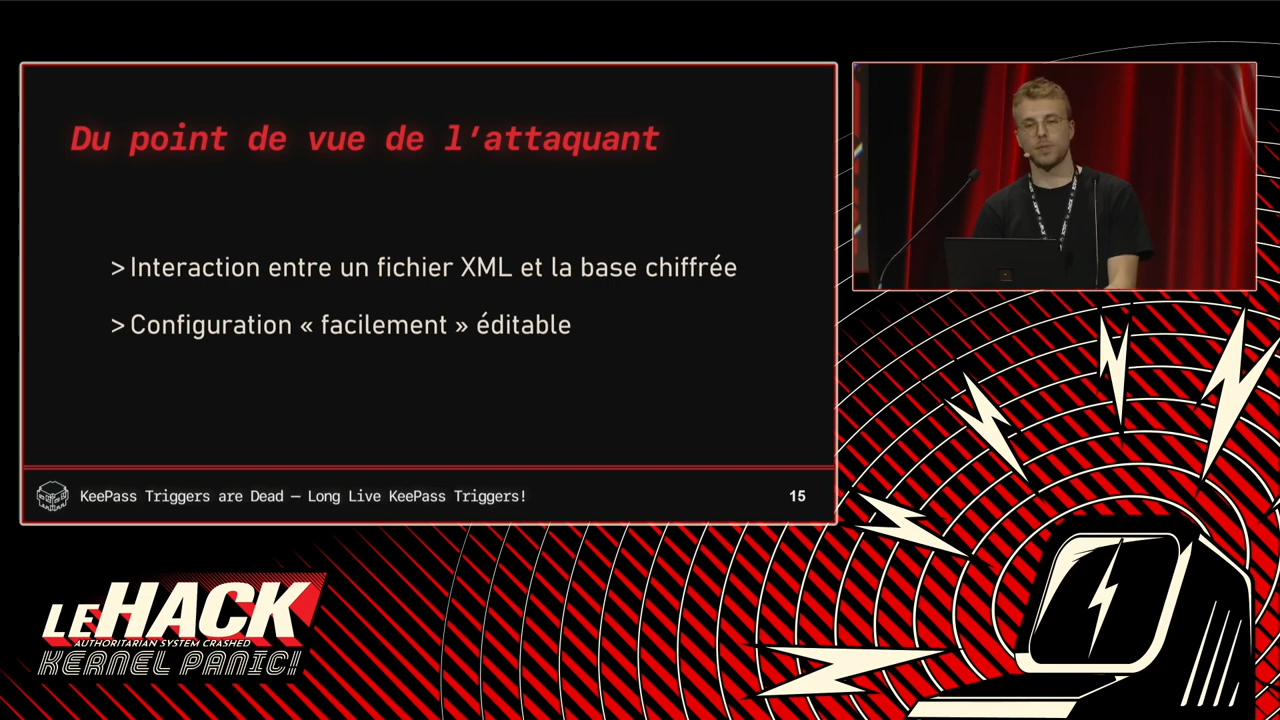 Du point de vue de l’attaquant
> Interaction entre un fichier XML et la base chiffrée
> Configuration « facilement » éditable
KeePass Triggers are Dead — Long Live KeePass Triggers!
15
LEHACK
AUTHORITARIAN SYSTEM CRASHED
KERNEL PANIC!